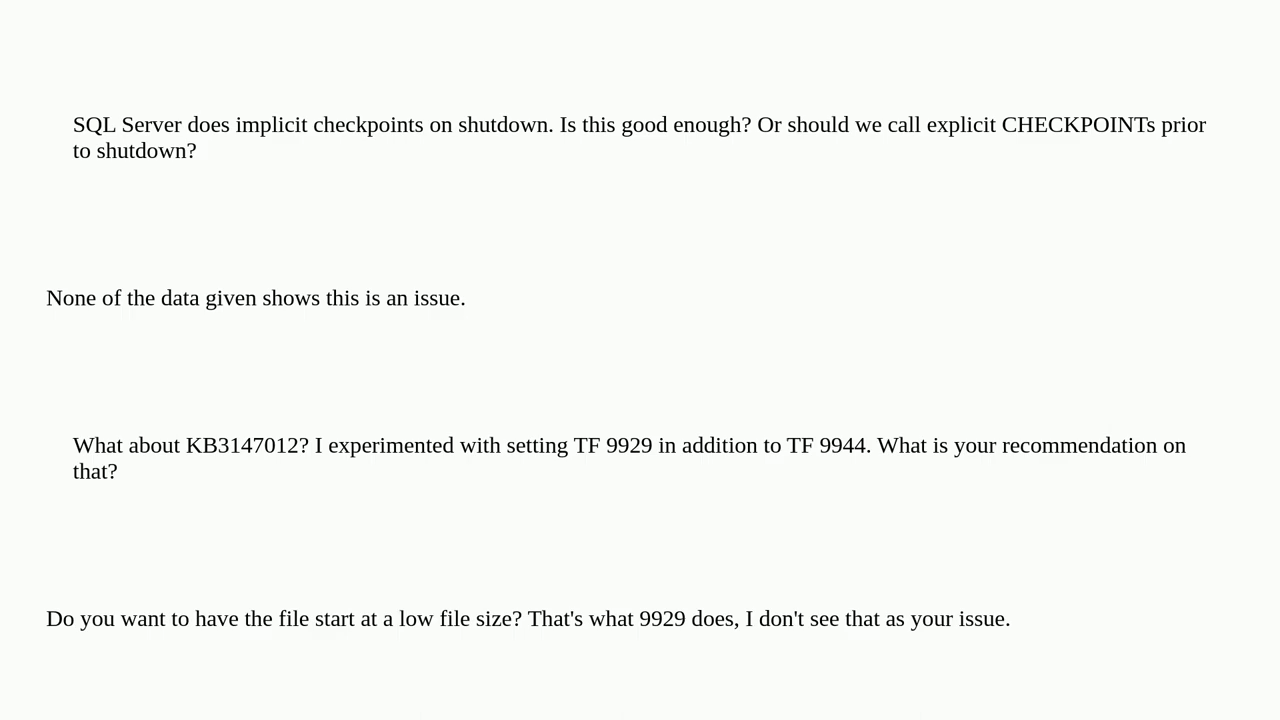 SQL Server does implicit checkpoints on shutdown. Is this good enough? Or should we call explicit CHECKPOINTs prior
to shutdown?
None of the data given shows this is an issue.
What about KB3147012? I experimented with setting TF 9929 in addition to TF 9944. What is your recommendation on
that?
Do you want to have the file start at a low file size? That's what 9929 does, I don't see that as your issue.